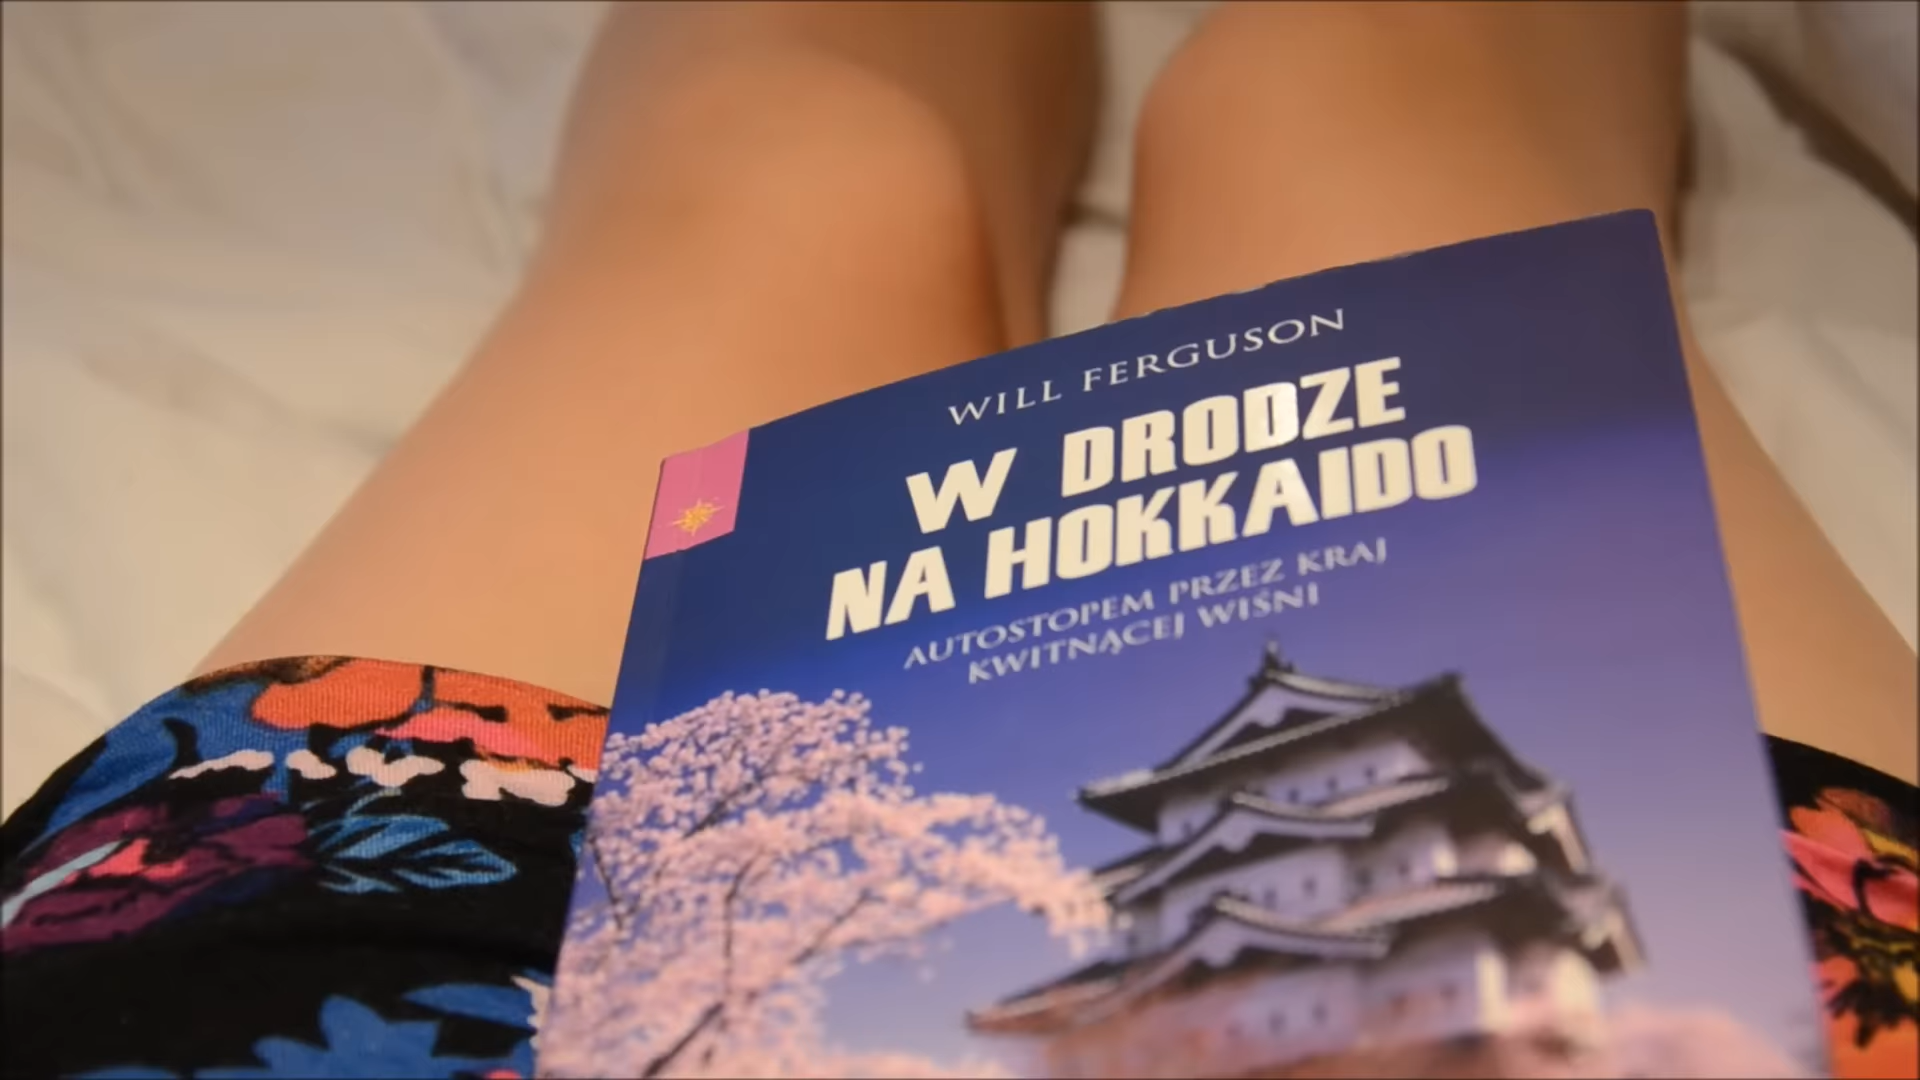 WILL FERGUSON
W DRODZE
NA HOKKAIDO
AUTOSTOPEM PRZEZ KRAJ
KWITNĄCEJ WIŚNI